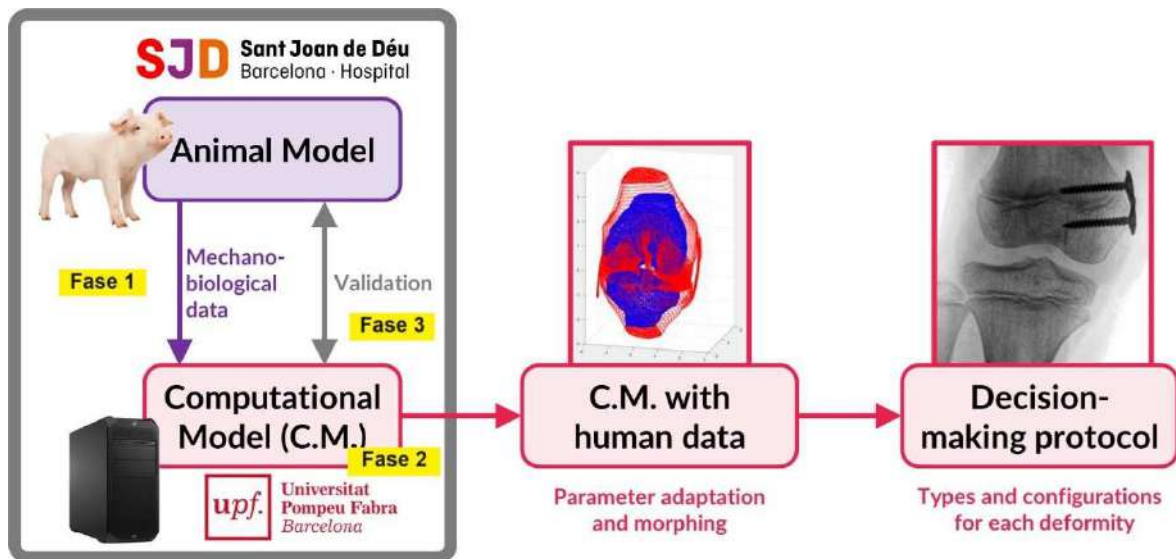 SJD Sant Joan de Déu
Barcelona · Hospital
Animal Model
Fase 1
Mechano-
biological
data
Validation
Fase 3
Computational
Model (C.M.)
Fase 2
upf. Universitat
Pompeu Fabra
Barcelona
C.M. with
human data
Parameter adaptation
and morphing
Decision-
making protocol
Types and configurations
for each deformity